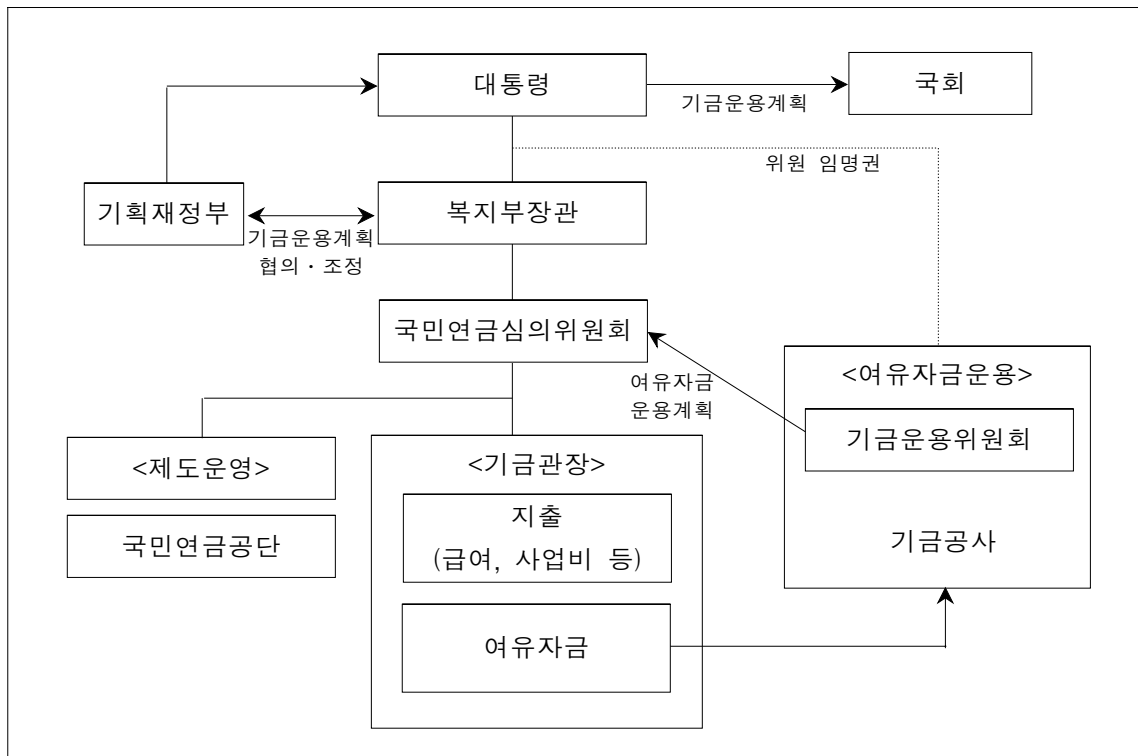 대통령
국회
기금운용계획
위원 임명권
기획재정부
복지부장관
기금운용계획
협의·조정
국민연금심의위원회
여유자금
운용계획
<여유자금운용>
기금운용위원회
기금공사
<제도운영>
국민연금공단
<기금관장>
지출
(급여, 사업비 등)
여유자금